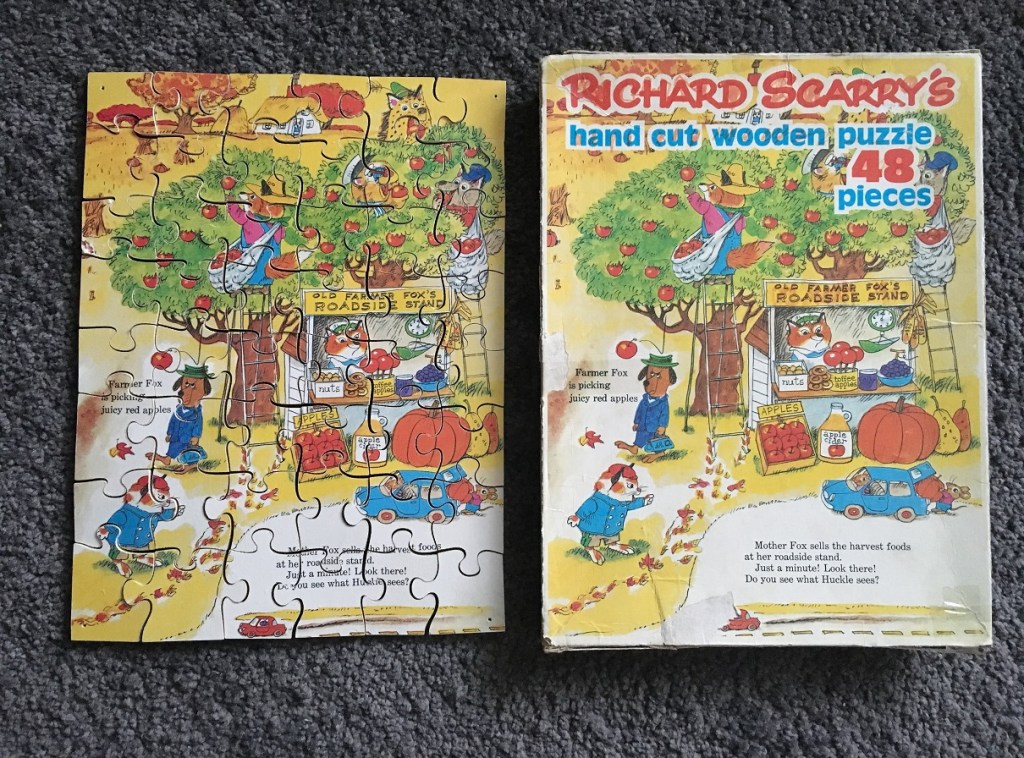 OLD FARMER FOX'S
ROADSIDE STAND
Farmer Fox
is picking
juicy red apples
nuts
toffee
apples
APPLES
apple
cider
Mother Fox sells the harvest foods
at her roadside stand.
Just a minute! Look there!
Do you see what Huckle sees?
RICHARD SCARRY'S
hand cut wooden puzzle
48
pieces
OLD FARMER FOX'S
ROADSIDE STAND
Farmer Fox
is picking
juicy red apples
nuts
toffee
apples
APPLES
apple
cider
Mother Fox sells the harvest foods
at her roadside stand.
Just a minute! Look there!
Do you see what Huckle sees?